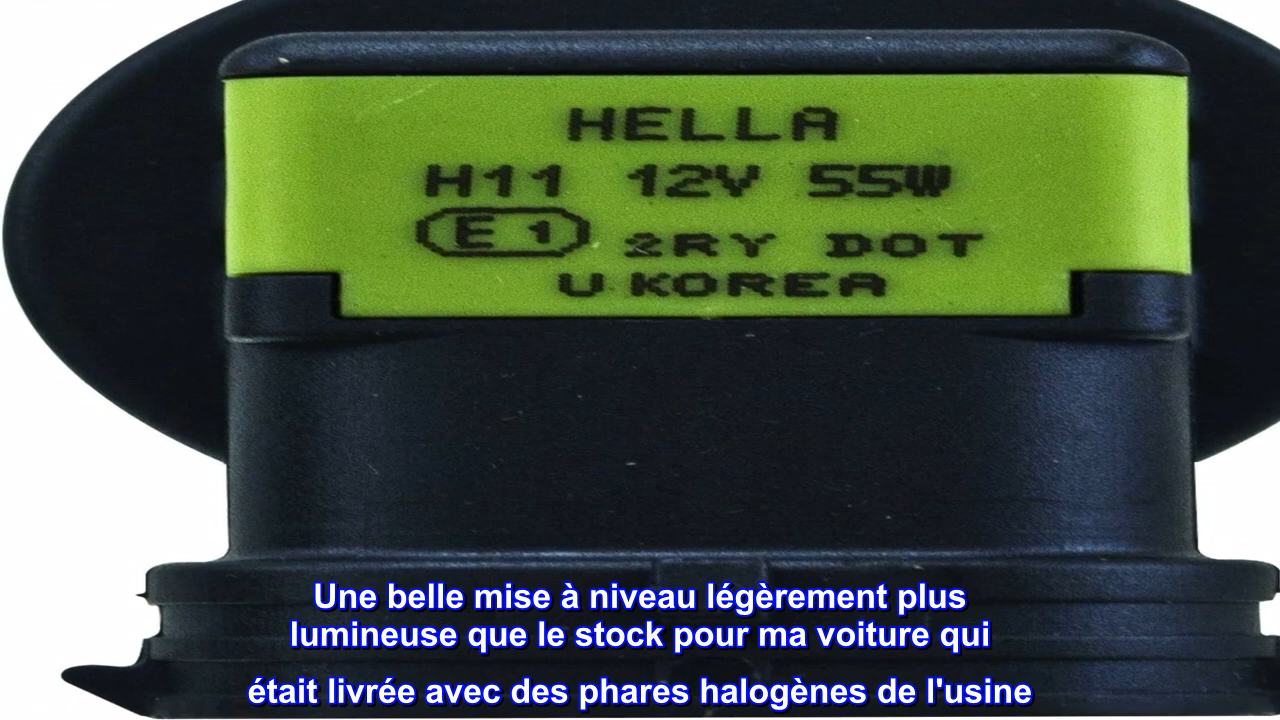 HELLA
H11 12V 55W
E1 2RY DOT
U KOREA
Une belle mise à niveau légèrement plus
lumineuse que le stock pour ma voiture qui
était livrée avec des phares halogènes de l'usine